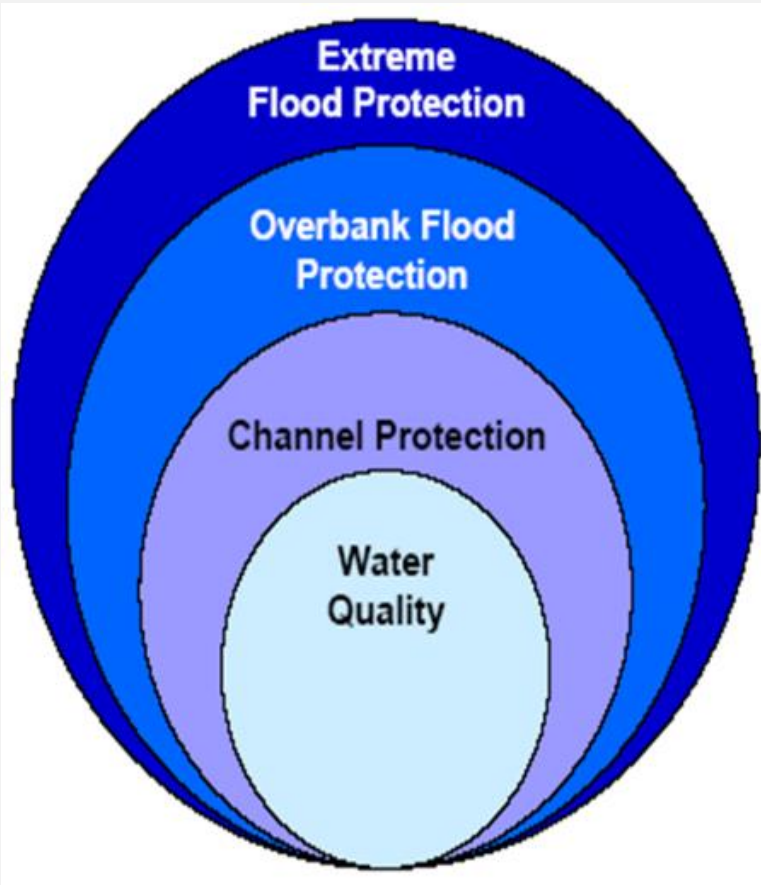 Extreme
Flood Protection
Overbank Flood
Protection
Channel Protection
Water
Quality